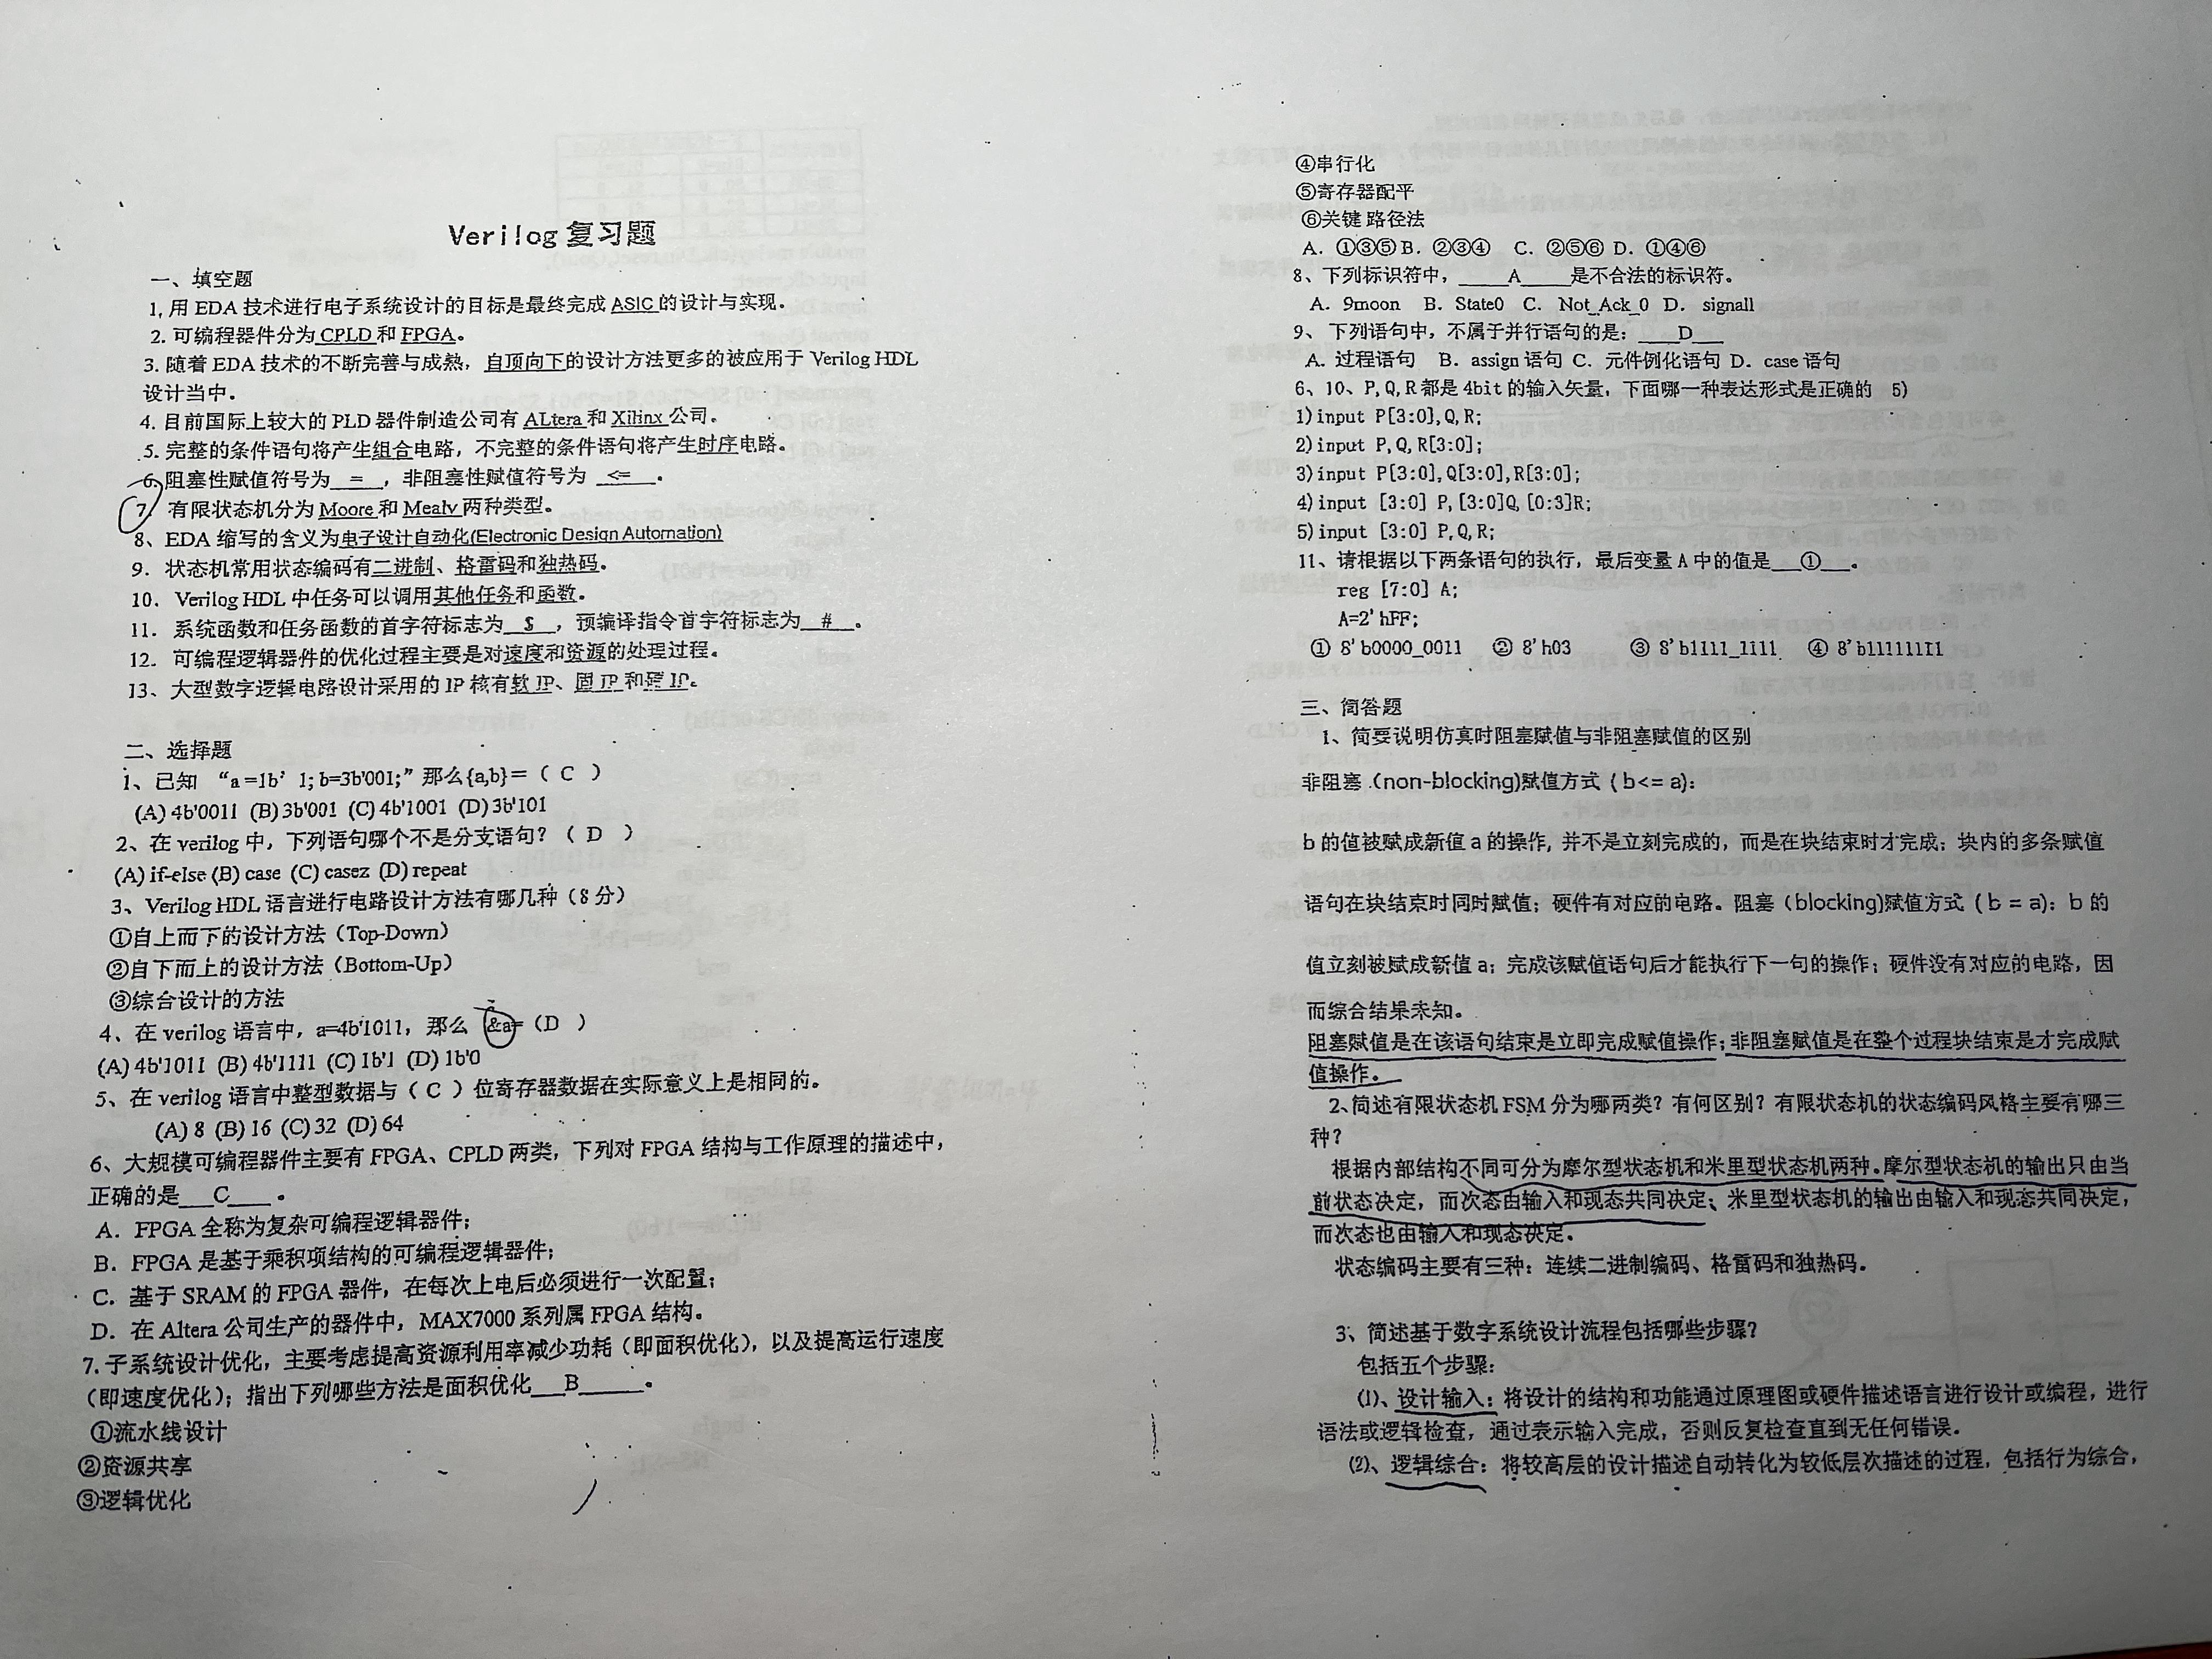 Verilog复习题
一、填空题
1, 用 EDA 技术进行电子系统设计的目标是最终完成 ASIC 的设计与实现。
2. 可编程器件分为 CPLD 和 FPGA。
3. 随着 EDA 技术的不断完善与成熟，自顶向下的设计方法更多的被应用于 Verilog HDL
设计当中。
4. 目前国际上较大的 PLD 器件制造公司有 ALtera 和 Xilinx 公司。
5. 完整的条件语句将产生组合电路，不完整的条件语句将产生时序电路。
6. 阻塞性赋值符号为 = ，非阻塞性赋值符号为 <= 。
7. 有限状态机分为 Moore 和 Mealy 两种类型。
8、EDA 缩写的含义为电子设计自动化(Electronic Design Automation)
9. 状态机常用状态编码有二进制、格雷码和独热码。
10. Verilog HDL 中任务可以调用其他任务和函数。
11. 系统函数和任务函数的首字符标志为 $ ，预编译指令首字符标志为 # 。
12. 可编程逻辑器件的优化过程主要是对速度和资源的处理过程。
13、大型数字逻辑电路设计采用的 IP 核有软 IP、固 IP 和硬 IP。
二、选择题
1、已知 “a =1b’ 1; b=3b'001;”那么{a,b}＝（ C ）
(A) 4b'0011 (B) 3b'001 (C) 4b'1001 (D) 3b'101
2、在 verilog 中，下列语句哪个不是分支语句？（ D ）
(A) if-else (B) case (C) casez (D) repeat
3、Verilog HDL 语言进行电路设计方法有哪几种（8 分）
①自上而下的设计方法（Top-Down）
②自下而上的设计方法（Bottom-Up）
③综合设计的方法
4、在 verilog 语言中，a=4b'1011，那么 &a=（D ）
(A) 4b'1011 (B) 4b'1111 (C) 1b'1 (D) 1b'0
5、在 verilog 语言中整型数据与（ C ）位寄存器数据在实际意义上是相同的。
(A) 8 (B) 16 (C) 32 (D) 64
6、大规模可编程器件主要有 FPGA、CPLD 两类，下列对 FPGA 结构与工作原理的描述中，
正确的是 C 。
A．FPGA 全称为复杂可编程逻辑器件；
B．FPGA 是基于乘积项结构的可编程逻辑器件；
C．基于 SRAM 的 FPGA 器件，在每次上电后必须进行一次配置；
D．在 Altera 公司生产的器件中，MAX7000 系列属 FPGA 结构。
7. 子系统设计优化，主要考虑提高资源利用率减少功耗（即面积优化），以及提高运行速度
（即速度优化）；指出下列哪些方法是面积优化 B 。
①流水线设计
②资源共享
③逻辑优化
④串行化
⑤寄存器配平
⑥关键路径法
A．①③⑤ B．②③④ C．②⑤⑥ D．①④⑥
8、下列标识符中， A 是不合法的标识符。
A．9moon B．State0 C．Not_Ack_0 D．signall
9、 下列语句中，不属于并行语句的是： D
A．过程语句 B．assign 语句 C．元件例化语句 D．case 语句
6、10、P,Q,R 都是 4bit 的输入矢量，下面哪一种表达形式是正确的 5)
1)input P[3:0],Q,R;
2)input P,Q,R[3:0];
3)input P[3:0],Q[3:0],R[3:0];
4)input [3:0] P,[3:0]Q,[0:3]R;
5)input [3:0] P,Q,R;
11、请根据以下两条语句的执行，最后变量 A 中的值是 ① 。
reg [7:0] A;
A=2'hFF;
① 8'b0000_0011 ② 8'h03 ③ 8'b1111_1111 ④ 8'b11111111
三、简答题
1、简要说明仿真时阻塞赋值与非阻塞赋值的区别
非阻塞 (non-blocking)赋值方式 ( b<= a)：
b 的值被赋成新值 a 的操作, 并不是立刻完成的，而是在块结束时才完成；块内的多条赋值
语句在块结束时同时赋值；硬件有对应的电路。阻塞（blocking)赋值方式 ( b = a)：b 的
值立刻被赋成新值 a；完成该赋值语句后才能执行下一句的操作；硬件没有对应的电路，因
而综合结果未知。
阻塞赋值是在该语句结束是立即完成赋值操作；非阻塞赋值是在整个过程块结束是才完成赋
值操作。
2、简述有限状态机 FSM 分为哪两类？有何区别？有限状态机的状态编码风格主要有哪三
种？
根据内部结构不同可分为摩尔型状态机和米里型状态机两种。摩尔型状态机的输出只由当
前状态决定，而次态由输入和现态共同决定；米里型状态机的输出由输入和现态共同决定，
而次态也由输入和现态决定。
状态编码主要有三种：连续二进制编码、格雷码和独热码。
3、简述基于数字系统设计流程包括哪些步骤？
包括五个步骤：
⑴、设计输入：将设计的结构和功能通过原理图或硬件描述语言进行设计或编程，进行
语法或逻辑检查，通过表示输入完成，否则反复检查直到无任何错误。
⑵、逻辑综合：将较高层的设计描述自动转化为较低层次描述的过程，包括行为综合，